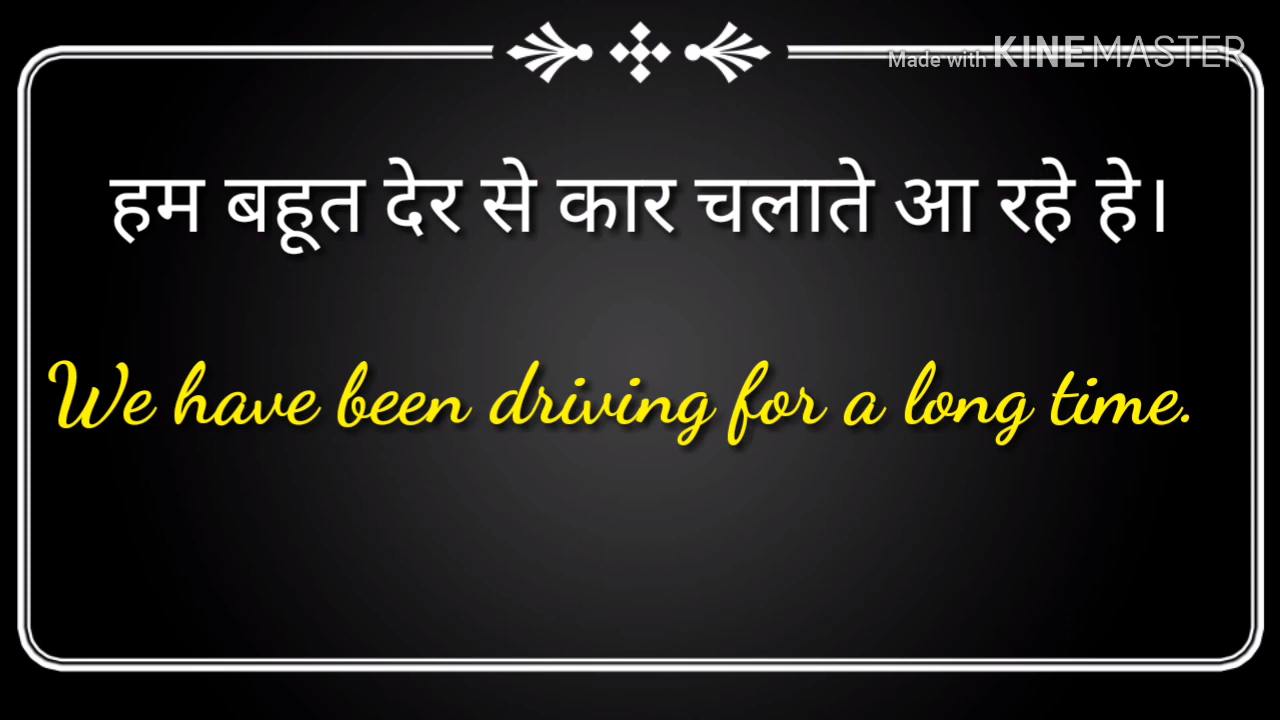 Made with KINEMASTER
हम बहूत देर से कार चलाते आ रहे हे।
We have been driving for a long time.